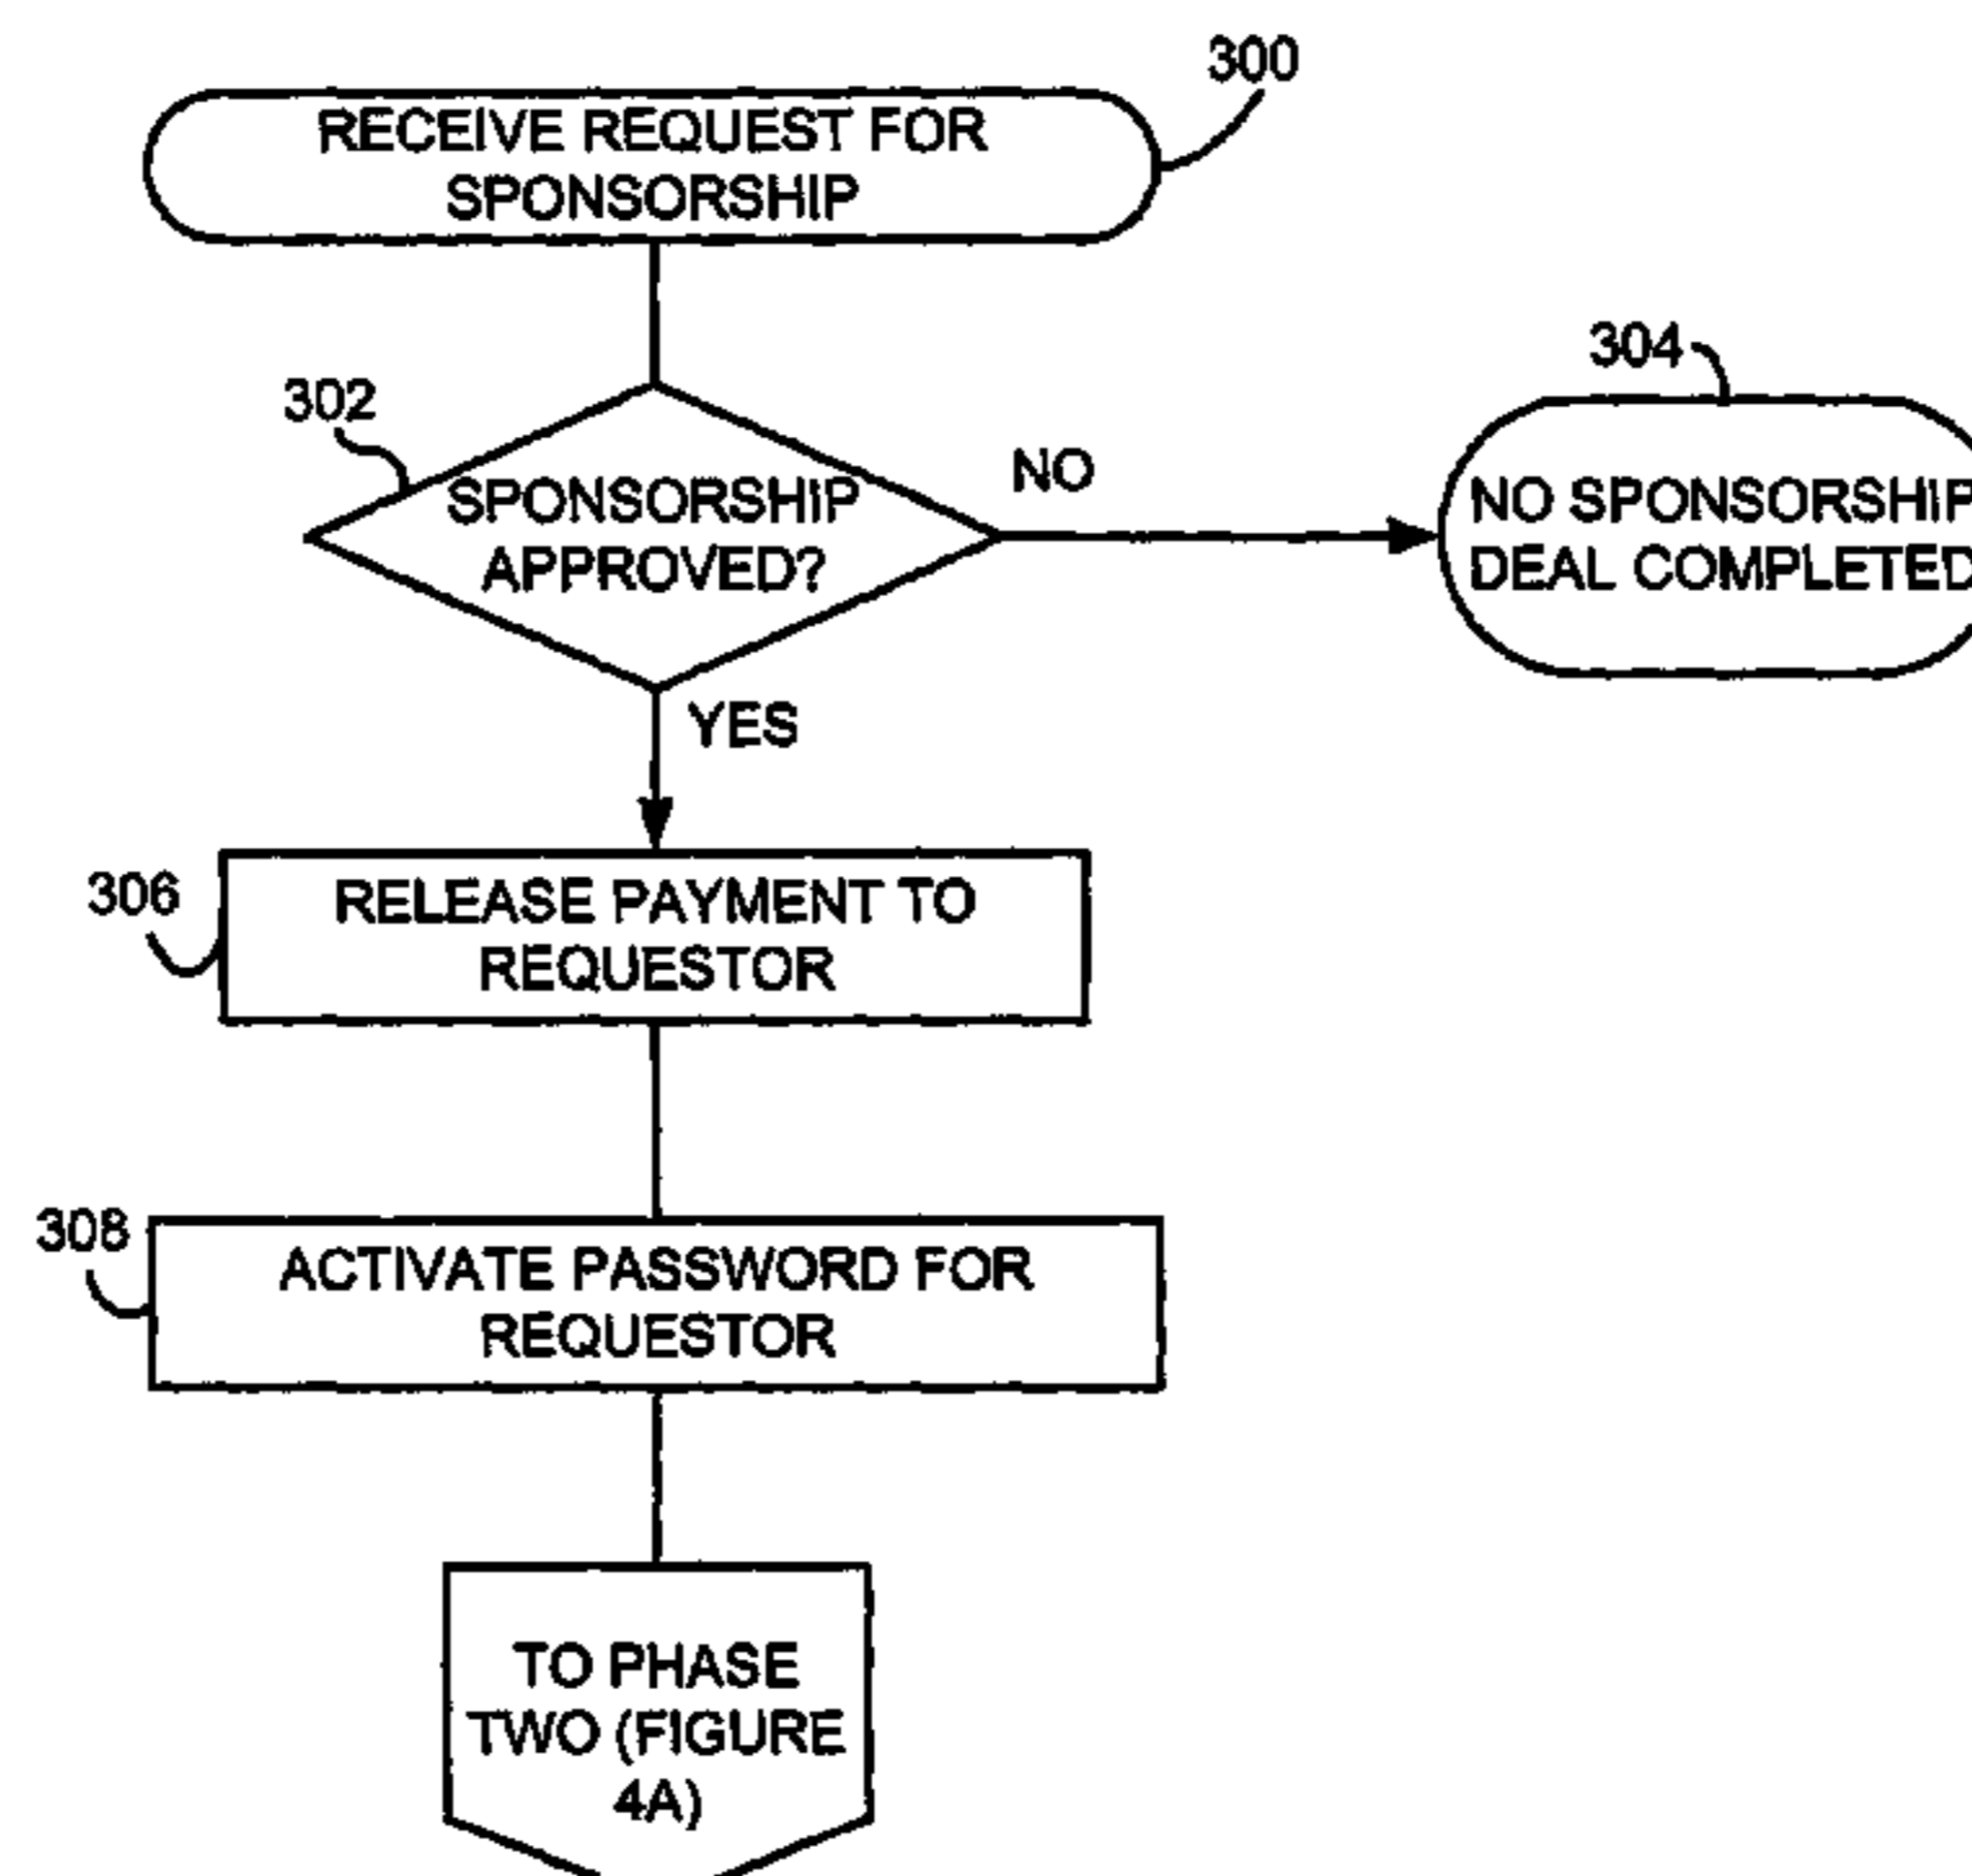 300
RECEIVE REQUEST FOR
SPONSORSHIP
304
302
NO
SPONSORSHIP
APPROVED?
NO SPONSORSHIP
DEAL COMPLETED
YES
306
RELEASE PAYMENT TO
REQUESTOR
308
ACTIVATE PASSWORD FOR
REQUESTOR
TO PHASE
TWO (FIGURE
4A)